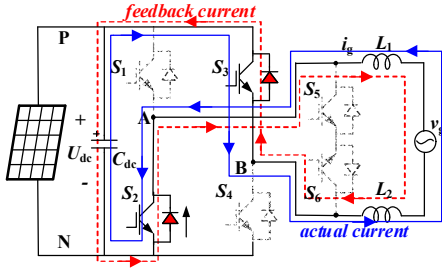 feedback current
P
S1
S3
ig
L1
S5
A
+
+
Udc
Cdc
vg
B
-
S2
S4
S6
L2
N
actual current